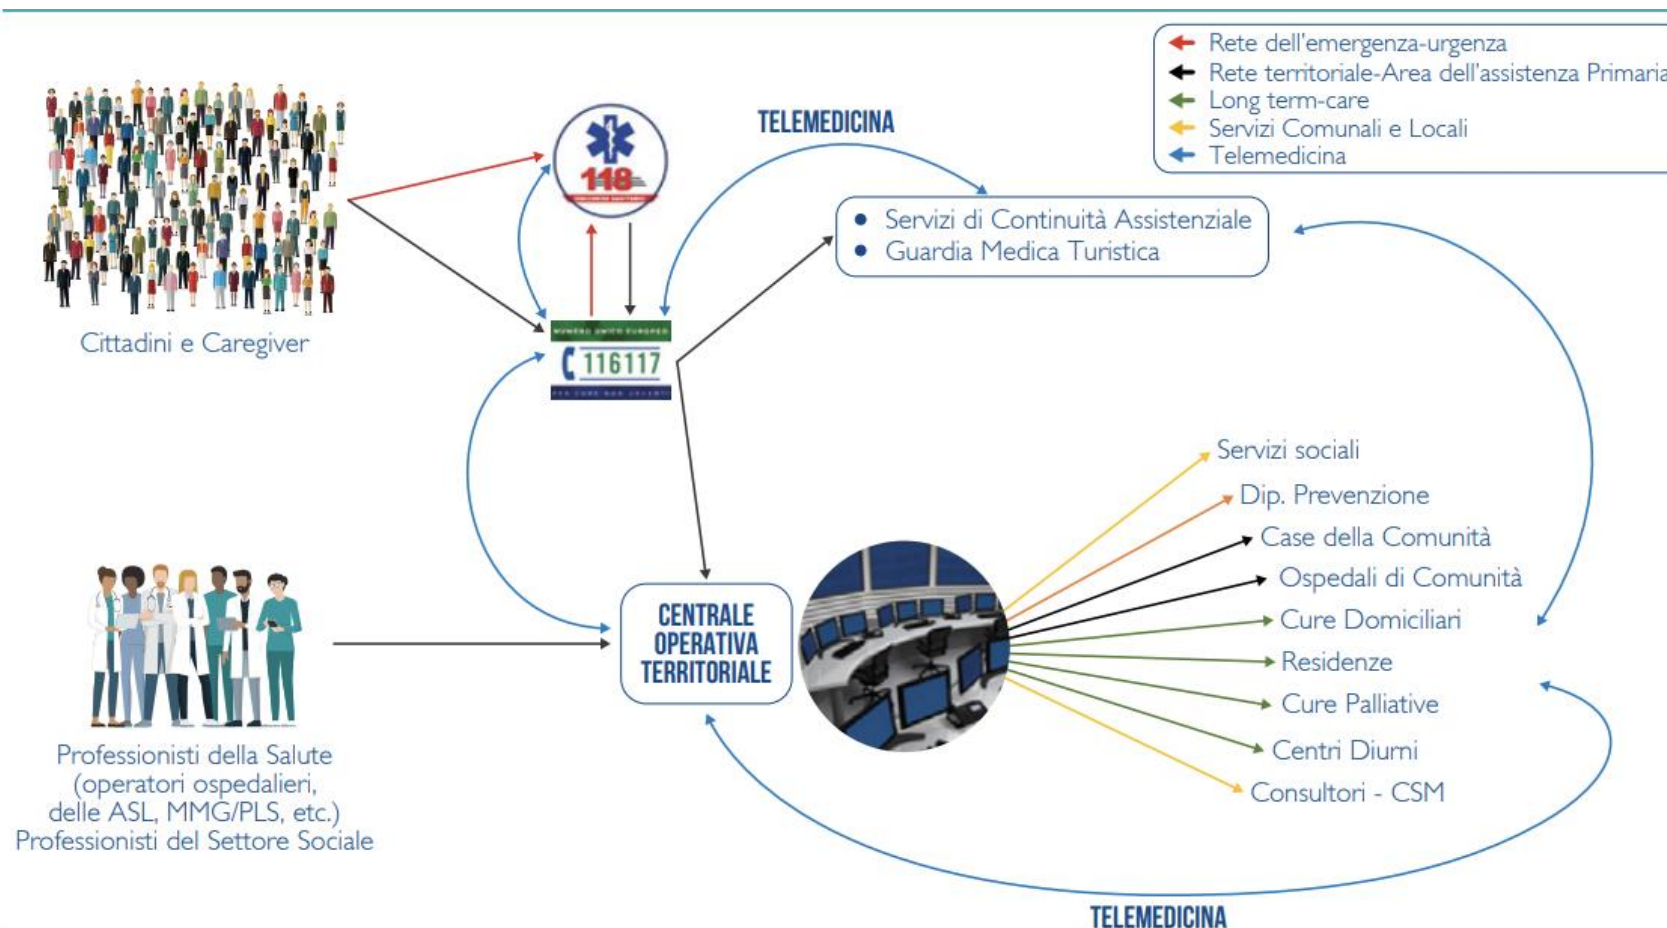 Rete dell'emergenza-urgenza
Rete territoriale-Area dell'assistenza Primaria
Long term-care
Servizi Comunali e Locali
Telemedicina
TELEMEDICINA
118
Servizi di Continuità Assistenziale
Guardia Medica Turistica
NUMERO UNICO EUROPEO
116117
Cittadini e Caregiver
Servizi sociali
Dip. Prevenzione
Case della Comunità
Ospedali di Comunità
Cure Domiciliari
Residenze
Cure Palliative
Centri Diurni
Consultori - CSM
CENTRALE
OPERATIVA
TERRITORIALE
Professionisti della Salute
(operatori ospedalieri,
delle ASL, MMG/PLS, etc.)
Professionisti del Settore Sociale
TELEMEDICINA